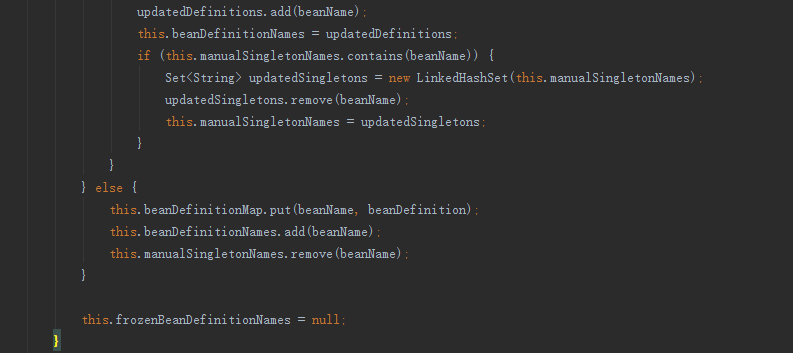 updatedDefinitions.add(beanName);
this.beanDefinitionNames = updatedDefinitions;
if (this.manualSingletonNames.contains(beanName)) {
Set<String> updatedSingletons = new LinkedHashSet(this.manualSingletonNames);
updatedSingletons.remove(beanName);
this.manualSingletonNames = updatedSingletons;
}
}
} else {
this.beanDefinitionMap.put(beanName, beanDefinition);
this.beanDefinitionNames.add(beanName);
this.manualSingletonNames.remove(beanName);
}
this.frozenBeanDefinitionNames = null;
}